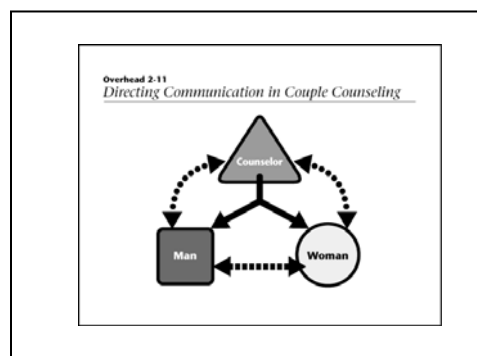 Overhead 2-11
Directing Communication in Couple Counseling
Counselor
Man
Woman